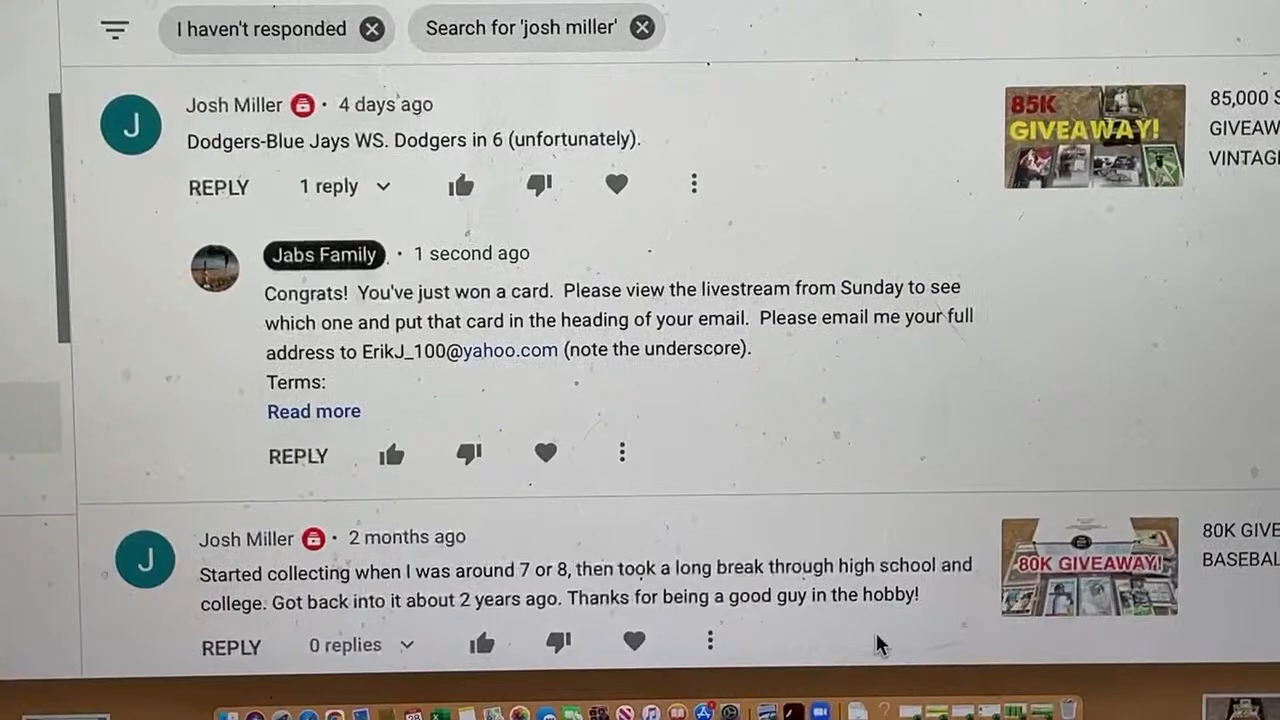 I haven't responded
Search for 'josh miller'
Josh Miller · 4 days ago
Dodgers-Blue Jays WS. Dodgers in 6 (unfortunately).
REPLY 1 reply
85K
GIVEAWAY!
85,000 S
GIVEAW
VINTAG
Jabs Family · 1 second ago
Congrats! You've just won a card. Please view the livestream from Sunday to see
which one and put that card in the heading of your email. Please email me your full
address to ErikJ_100@yahoo.com (note the underscore).
Terms:
Read more
REPLY
Josh Miller · 2 months ago
Started collecting when I was around 7 or 8, then took a long break through high school and
college. Got back into it about 2 years ago. Thanks for being a good guy in the hobby!
REPLY 0 replies
80K GIVEAWAY!
80K GIVE
BASEBAL